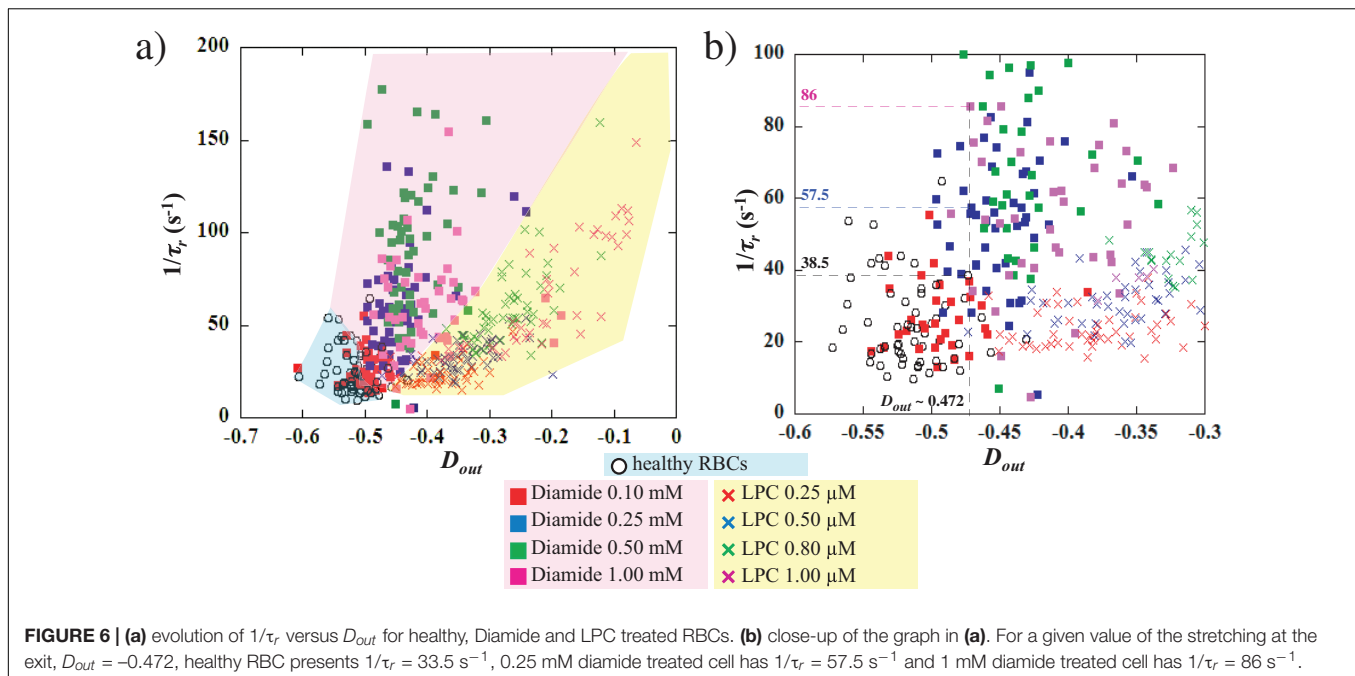 a)
200
150
100
50
0
1/τr (s-1)
-0.7 -0.6 -0.5 -0.4 -0.3 -0.2 -0.1 0
Dout
b)
100
80
60
40
20
0
1/τr (s-1)
86
57.5
38.5
Dout ~ 0.472
-0.6 -0.55 -0.5 -0.45 -0.4 -0.35 -0.3
Dout
healthy RBCs
Diamide 0.10 mM
Diamide 0.25 mM
Diamide 0.50 mM
Diamide 1.00 mM
LPC 0.25 µM
LPC 0.50 µM
LPC 0.80 µM
LPC 1.00 µM
FIGURE 6 | (a) evolution of 1/τr versus Dout for healthy, Diamide and LPC treated RBCs. (b) close-up of the graph in (a). For a given value of the stretching at the
exit, Dout = –0.472, healthy RBC presents 1/τr = 33.5 s−1, 0.25 mM diamide treated cell has 1/τr = 57.5 s−1 and 1 mM diamide treated cell has 1/τr = 86 s−1.